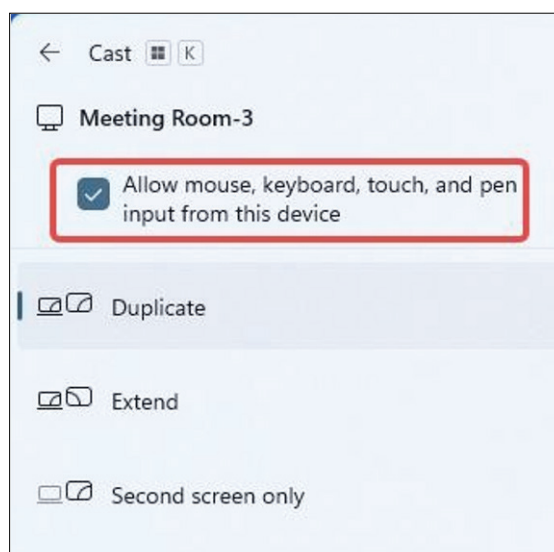 Cast K
Meeting Room-3
Allow mouse, keyboard, touch, and pen
input from this device
Duplicate
Extend
Second screen only